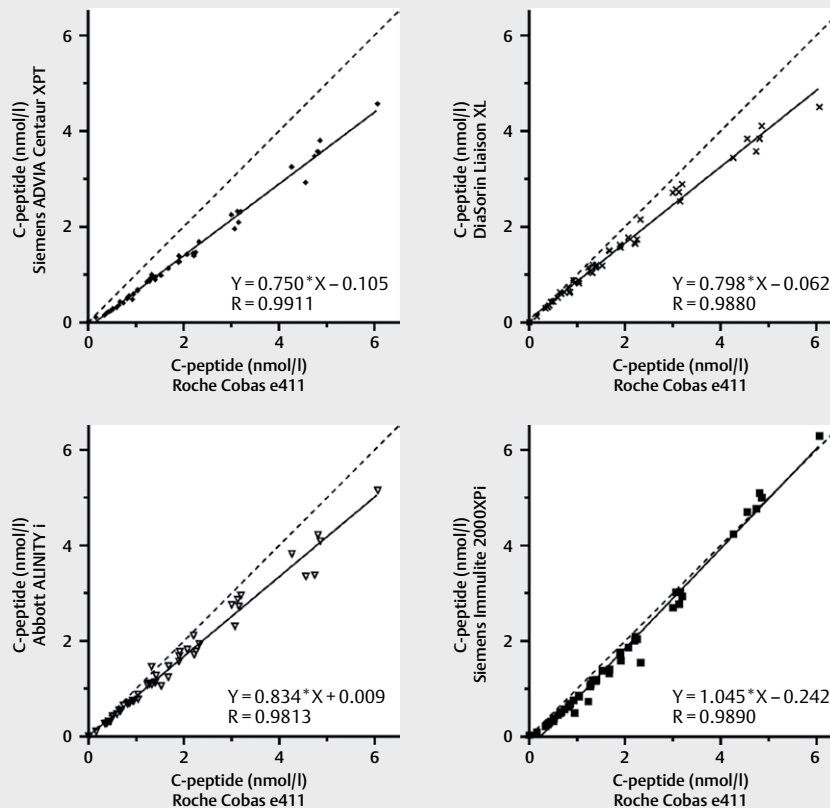 6
4
2
0
C-peptide (nmol/l)
Siemens ADVIA Centaur XPT
Y = 0.750*X – 0.105
R = 0.9911
0 2 4 6
C-peptide (nmol/l)
Roche Cobas e411
6
4
2
0
C-peptide (nmol/l)
DiaSorin Liaison XL
Y = 0.798*X – 0.062
R = 0.9880
0 2 4 6
C-peptide (nmol/l)
Roche Cobas e411
6
4
2
0
C-peptide (nmol/l)
Abbott ALINITY i
Y = 0.834*X + 0.009
R = 0.9813
0 2 4 6
C-peptide (nmol/l)
Roche Cobas e411
6
4
2
0
C-peptide (nmol/l)
Siemens Immulite 2000XPi
Y = 1.045*X – 0.242
R = 0.9890
0 2 4 6
C-peptide (nmol/l)
Roche Cobas e411